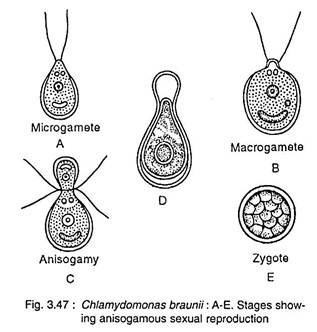 Microgamete
A
Macrogamete
B
D
Anisogamy
C
Zygote
E
Fig. 3.47 : Chlamydomonas braunii : A-E. Stages show-
ing anisogamous sexual reproduction